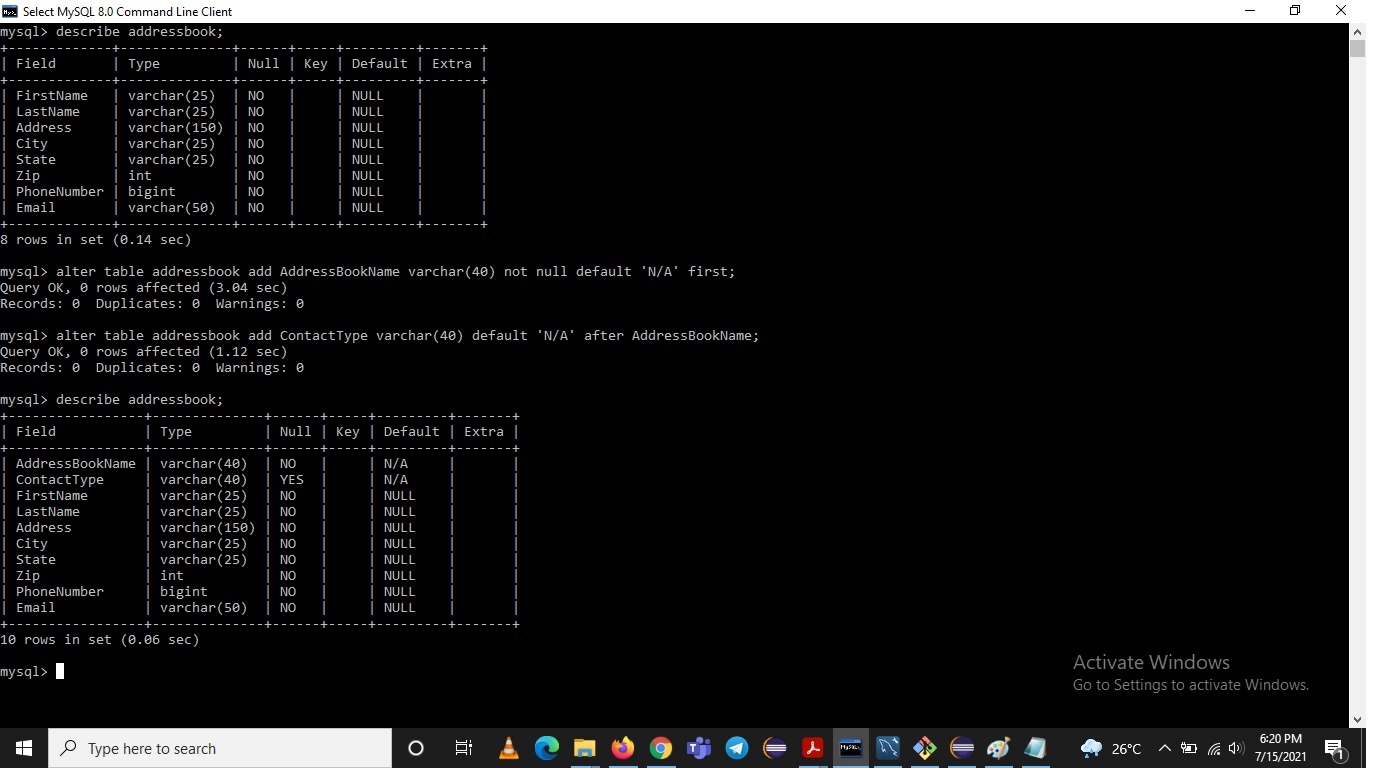 Select MySQL 8.0 Command Line Client
mysql> describe addressbook;
+-------------+--------------+------+-----+---------+-------+
| Field       | Type         | Null | Key | Default | Extra |
+-------------+--------------+------+-----+---------+-------+
| FirstName   | varchar(25)  | NO   |     | NULL    |       |
| LastName    | varchar(25)  | NO   |     | NULL    |       |
| Address     | varchar(150) | NO   |     | NULL    |       |
| City        | varchar(25)  | NO   |     | NULL    |       |
| State       | varchar(25)  | NO   |     | NULL    |       |
| Zip         | int          | NO   |     | NULL    |       |
| PhoneNumber | bigint       | NO   |     | NULL    |       |
| Email       | varchar(50)  | NO   |     | NULL    |       |
+-------------+--------------+------+-----+---------+-------+
8 rows in set (0.14 sec)
mysql> alter table addressbook add AddressBookName varchar(40) not null default 'N/A' first;
Query OK, 0 rows affected (3.04 sec)
Records: 0  Duplicates: 0  Warnings: 0
mysql> alter table addressbook add ContactType varchar(40) default 'N/A' after AddressBookName;
Query OK, 0 rows affected (1.12 sec)
Records: 0  Duplicates: 0  Warnings: 0
mysql> describe addressbook;
+-----------------+--------------+------+-----+---------+-------+
| Field           | Type         | Null | Key | Default | Extra |
+-----------------+--------------+------+-----+---------+-------+
| AddressBookName | varchar(40)  | NO   |     | N/A     |       |
| ContactType     | varchar(40)  | YES  |     | N/A     |       |
| FirstName       | varchar(25)  | NO   |     | NULL    |       |
| LastName        | varchar(25)  | NO   |     | NULL    |       |
| Address         | varchar(150) | NO   |     | NULL    |       |
| City            | varchar(25)  | NO   |     | NULL    |       |
| State           | varchar(25)  | NO   |     | NULL    |       |
| Zip             | int          | NO   |     | NULL    |       |
| PhoneNumber     | bigint       | NO   |     | NULL    |       |
| Email           | varchar(50)  | NO   |     | NULL    |       |
+-----------------+--------------+------+-----+---------+-------+
10 rows in set (0.06 sec)
mysql>
Activate Windows
Go to Settings to activate Windows.
Type here to search
26°C
6:20 PM
7/15/2021
1